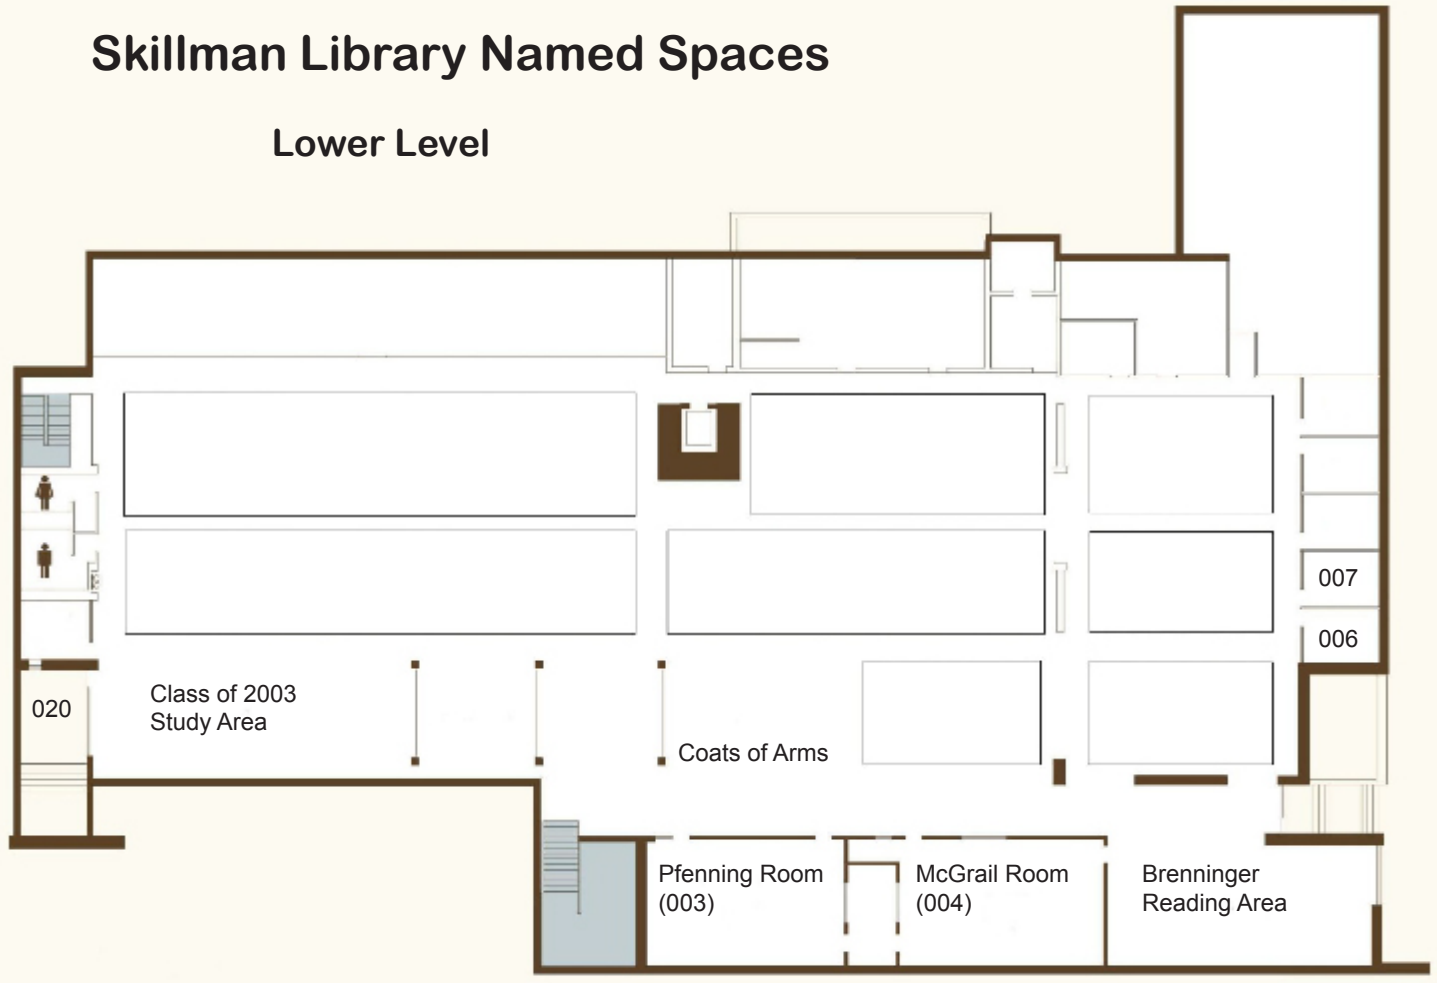 Skillman Library Named Spaces
Lower Level
007
006
020
Class of 2003
Study Area
Coats of Arms
Pfenning Room
(003)
McGrail Room
(004)
Brenninger
Reading Area